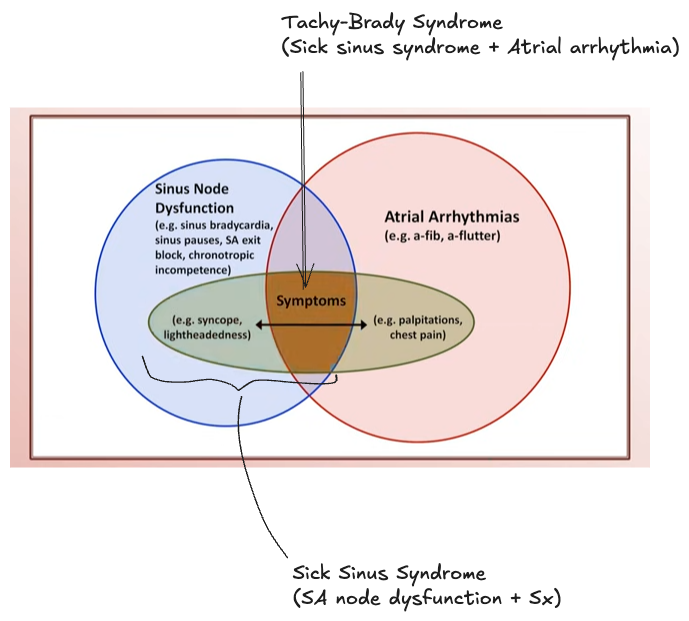 Tachy-Brady Syndrome
(Sick sinus syndrome + Atrial arrhythmia)
Sinus Node
Dysfunction
(e.g. sinus bradycardia,
sinus pauses, SA exit
block, chronotropic
incompetence)
Atrial Arrhythmias
(e.g. a-fib, a-flutter)
Symptoms
(e.g. syncope,
lightheadedness)
(e.g. palpitations,
chest pain)
Sick Sinus Syndrome
(SA node dysfunction + Sx)